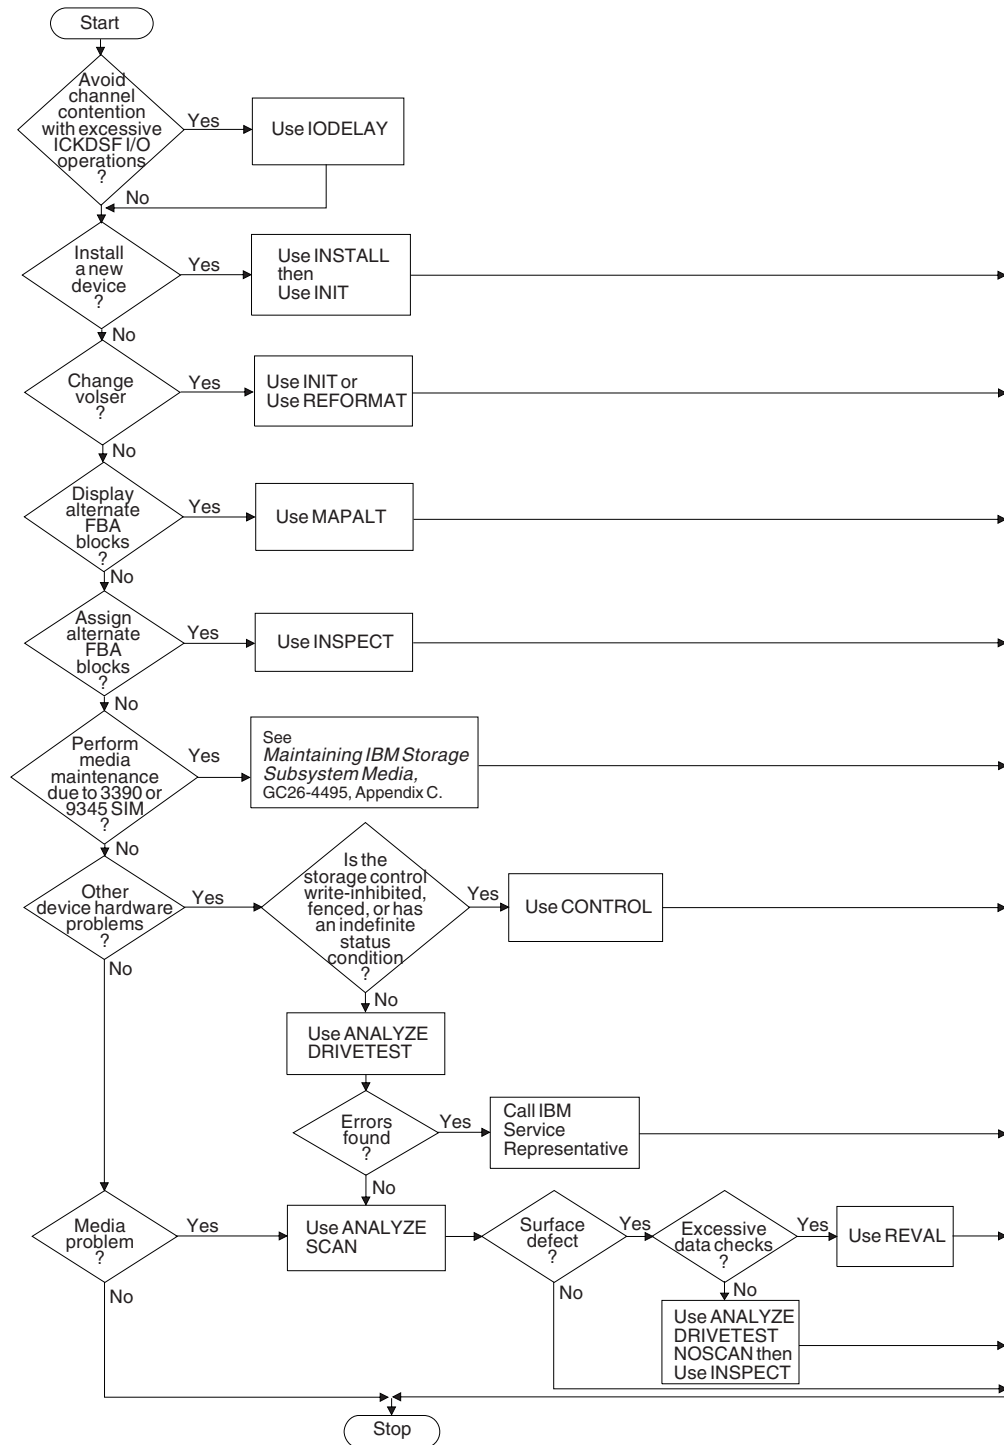 Start
Avoid
channel
contention
with excessive
ICKDSF I/O
operations
?
Yes
Use IODELAY
No
Install
a new
device
?
Yes
Use INSTALL
then
Use INIT
No
Change
volser
?
Yes
Use INIT or
Use REFORMAT
No
Display
alternate
FBA
blocks
?
Yes
Use MAPALT
No
Assign
alternate
FBA
blocks
?
Yes
Use INSPECT
No
Perform
media
maintenance
due to 3390 or
9345 SIM
?
Yes
See
Maintaining IBM Storage
Subsystem Media,
GC26-4495, Appendix C.
No
Other
device hardware
problems
?
Yes
Is the
storage control
write-inhibited,
fenced, or has
an indefinite
status
condition
?
Yes
Use CONTROL
No
No
Use ANALYZE
DRIVETEST
Errors
found
?
Yes
Call IBM
Service
Representative
No
Media
problem
?
Yes
Use ANALYZE
SCAN
Surface
defect
?
Yes
Excessive
data checks
?
Yes
Use REVAL
No
No
No
Use ANALYZE
DRIVETEST
NOSCAN then
Use INSPECT
Stop